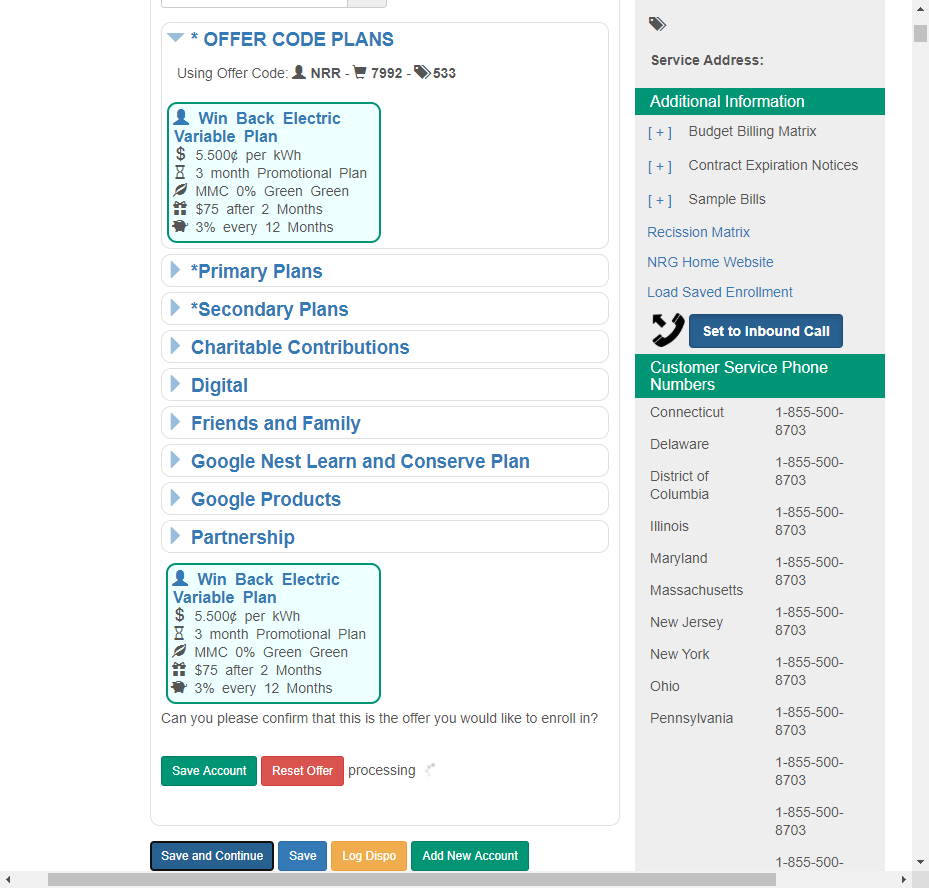 * OFFER CODE PLANS
Using Offer Code: NRR - 7992 - 533
Win Back Electric
Variable Plan
5.500¢ per kWh
3 month Promotional Plan
MMC 0% Green Green
$75 after 2 Months
3% every 12 Months
*Primary Plans
*Secondary Plans
Charitable Contributions
Digital
Friends and Family
Google Nest Learn and Conserve Plan
Google Products
Partnership
Win Back Electric
Variable Plan
5.500¢ per kWh
3 month Promotional Plan
MMC 0% Green Green
$75 after 2 Months
3% every 12 Months
Can you please confirm that this is the offer you would like to enroll in?
Save Account Reset Offer processing
Save and Continue Save Log Dispo Add New Account
Service Address:
Additional Information
[ + ] Budget Billing Matrix
[ + ] Contract Expiration Notices
[ + ] Sample Bills
Recission Matrix
NRG Home Website
Load Saved Enrollment
Set to Inbound Call
Customer Service Phone
Numbers
Connecticut
Delaware
District of
Columbia
Illinois
Maryland
Massachusetts
New Jersey
New York
Ohio
Pennsylvania
1-855-500-
8703
1-855-500-
8703
1-855-500-
8703
1-855-500-
8703
1-855-500-
8703
1-855-500-
8703
1-855-500-
8703
1-855-500-
8703
1-855-500-
8703
1-855-500-